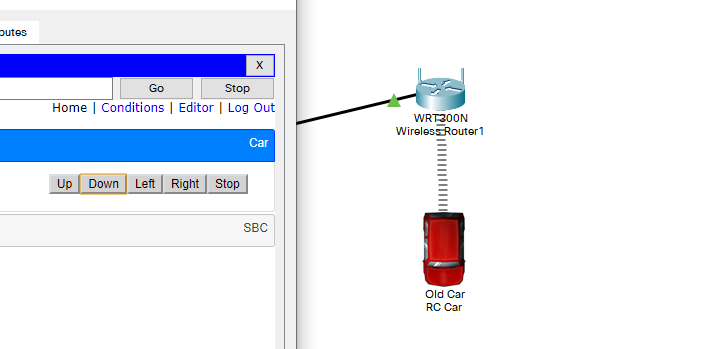 butes
X
Go Stop
Home | Conditions | Editor | Log Out
Car
Up Down Left Right Stop
SBC
WRT300N
Wireless Router1
Old Car
RC Car